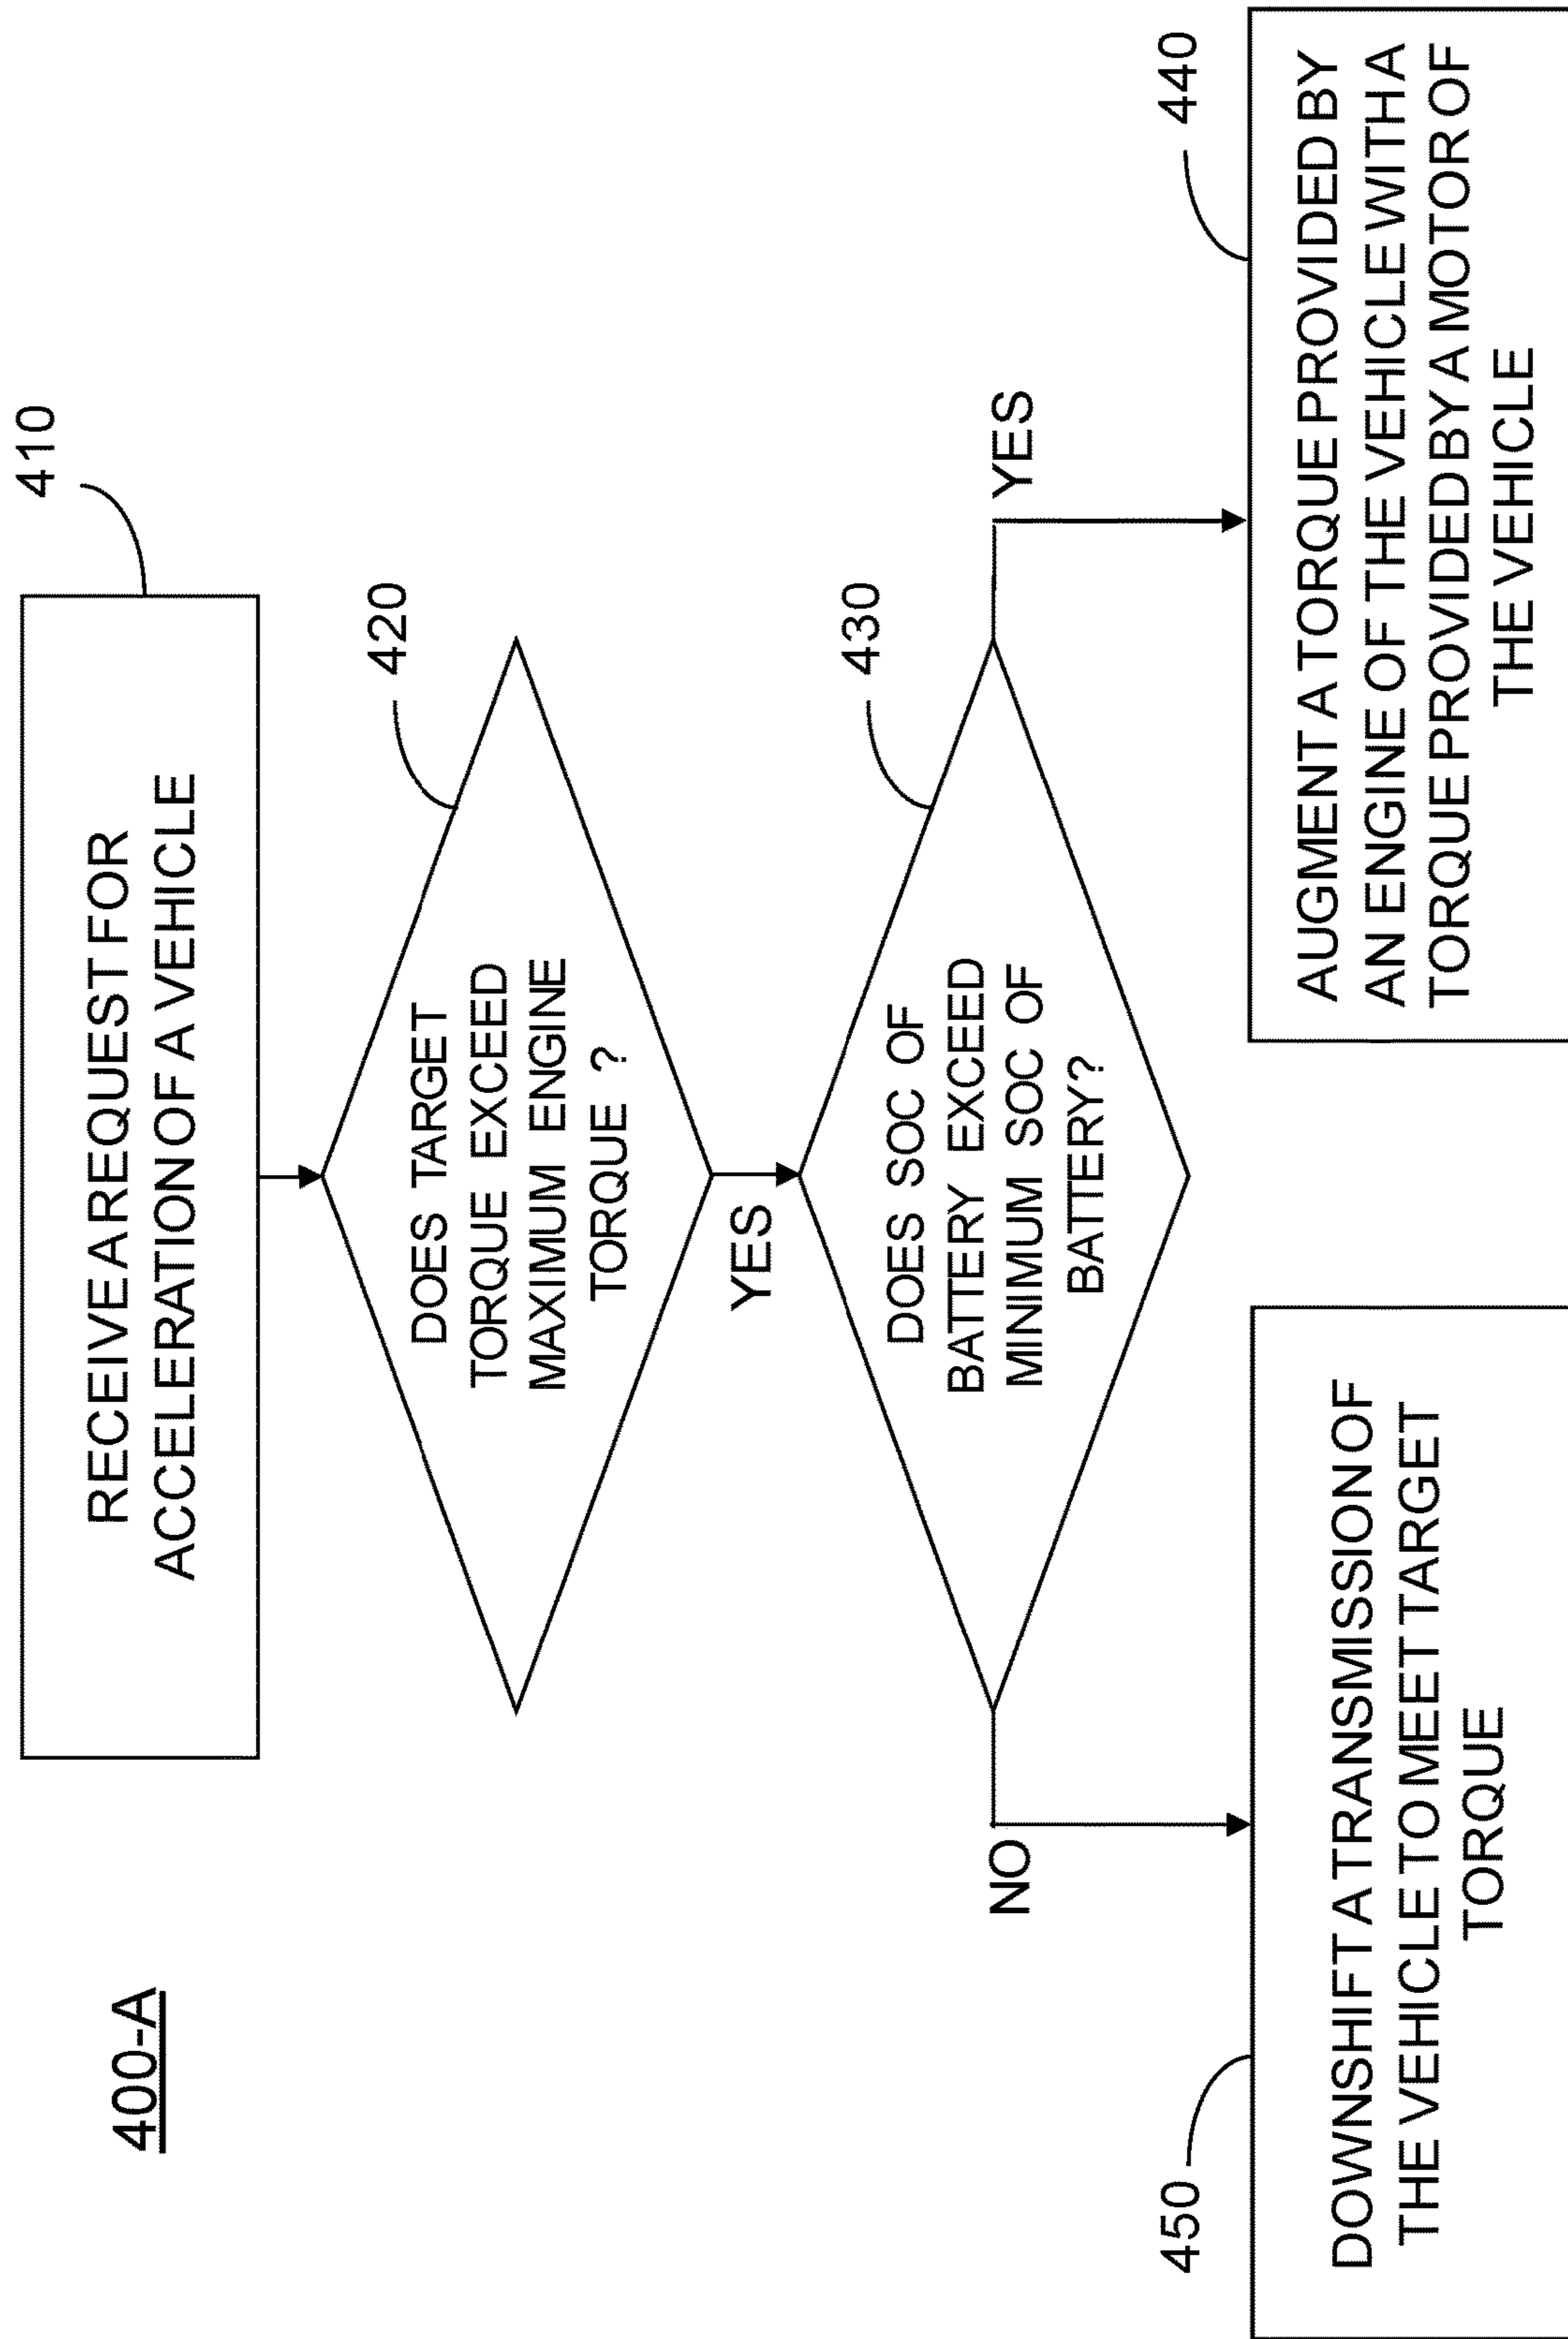 400-A
410
RECEIVE A REQUEST FOR
ACCELERATION OF A VEHICLE
420
DOES TARGET
TORQUE EXCEED
MAXIMUM ENGINE
TORQUE ?
YES
430
DOES SOC OF
BATTERY EXCEED
MINIMUM SOC OF
BATTERY?
NO
YES
450
DOWNSHIFT A TRANSMISSION OF
THE VEHICLE TO MEET TARGET
TORQUE
440
AUGMENT A TORQUE PROVIDED BY
AN ENGINE OF THE VEHICLE WITH A
TORQUE PROVIDED BY A MOTOR OF
THE VEHICLE